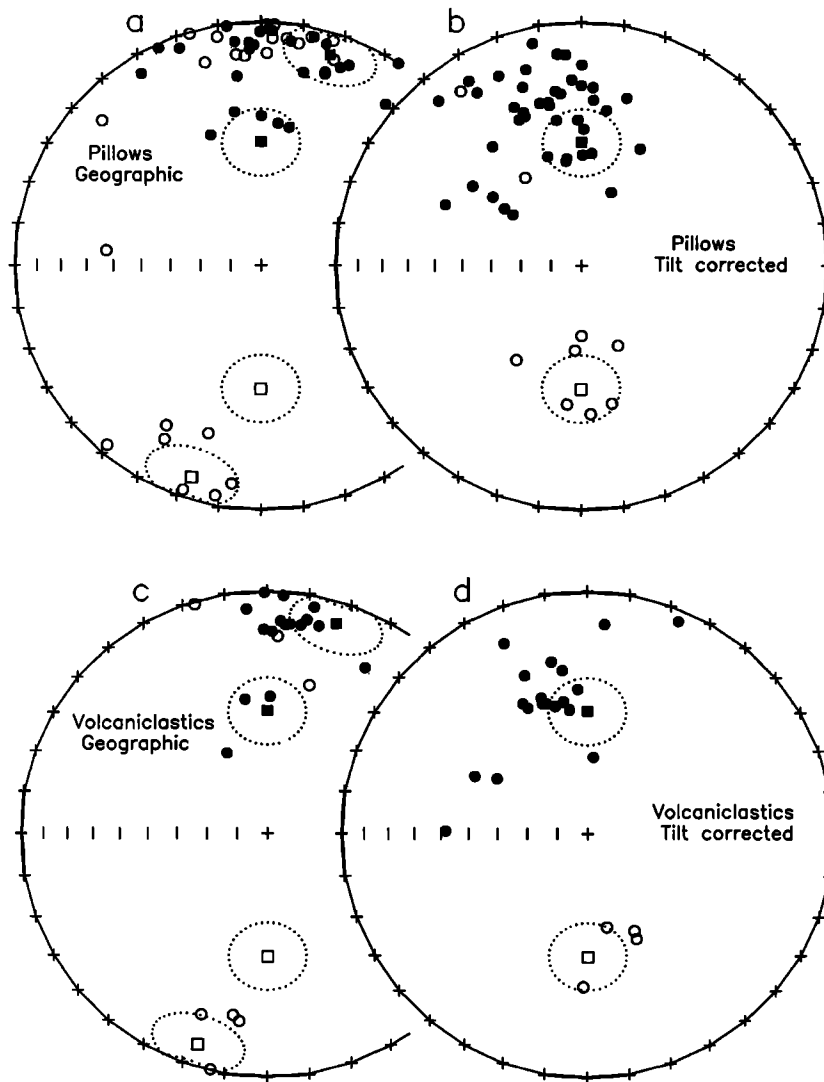 a
b
Pillows
Geographic
Pillows
Tilt corrected
c
d
Volcaniclastics
Geographic
Volcaniclastics
Tilt corrected